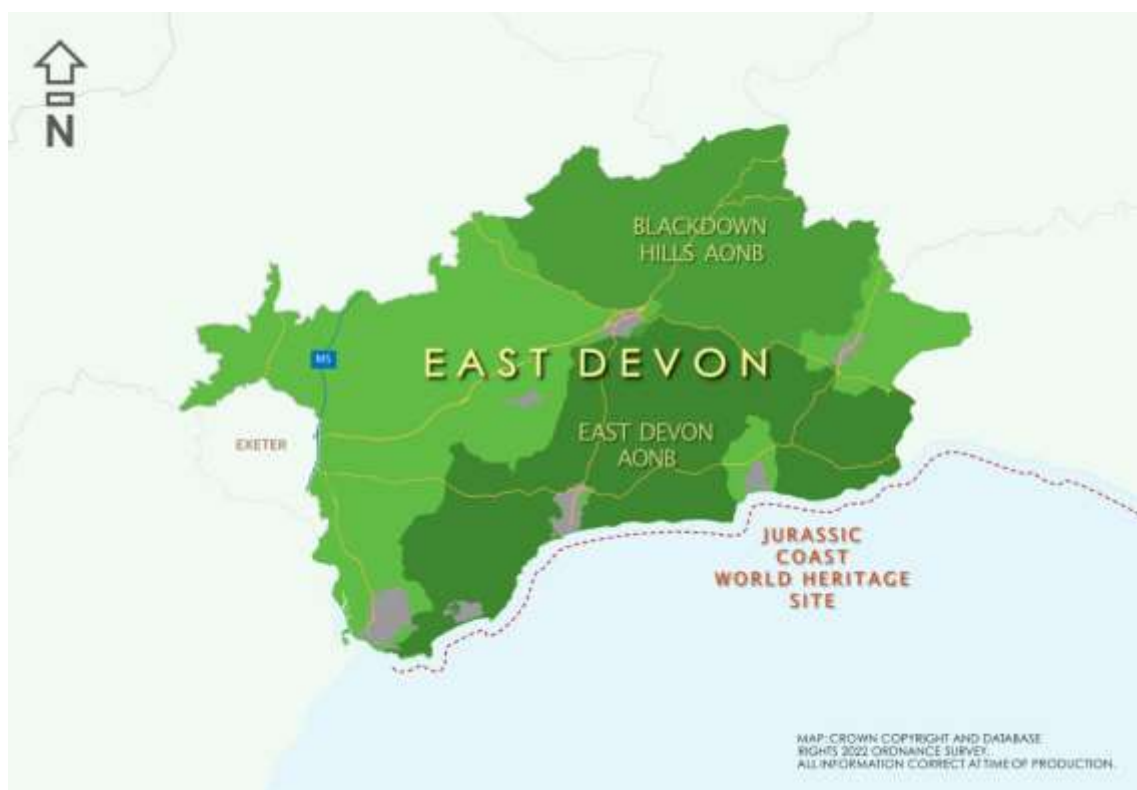 N
BLACKDOWN
HILLS AONB
M5
EAST DEVON
EXETER
EAST DEVON
AONB
JURASSIC
COAST
WORLD HERITAGE
SITE
MAP: CROWN COPYRIGHT AND DATABASE
RIGHTS 2022 ORDNANCE SURVEY.
ALL INFORMATION CORRECT AT TIME OF PRODUCTION.